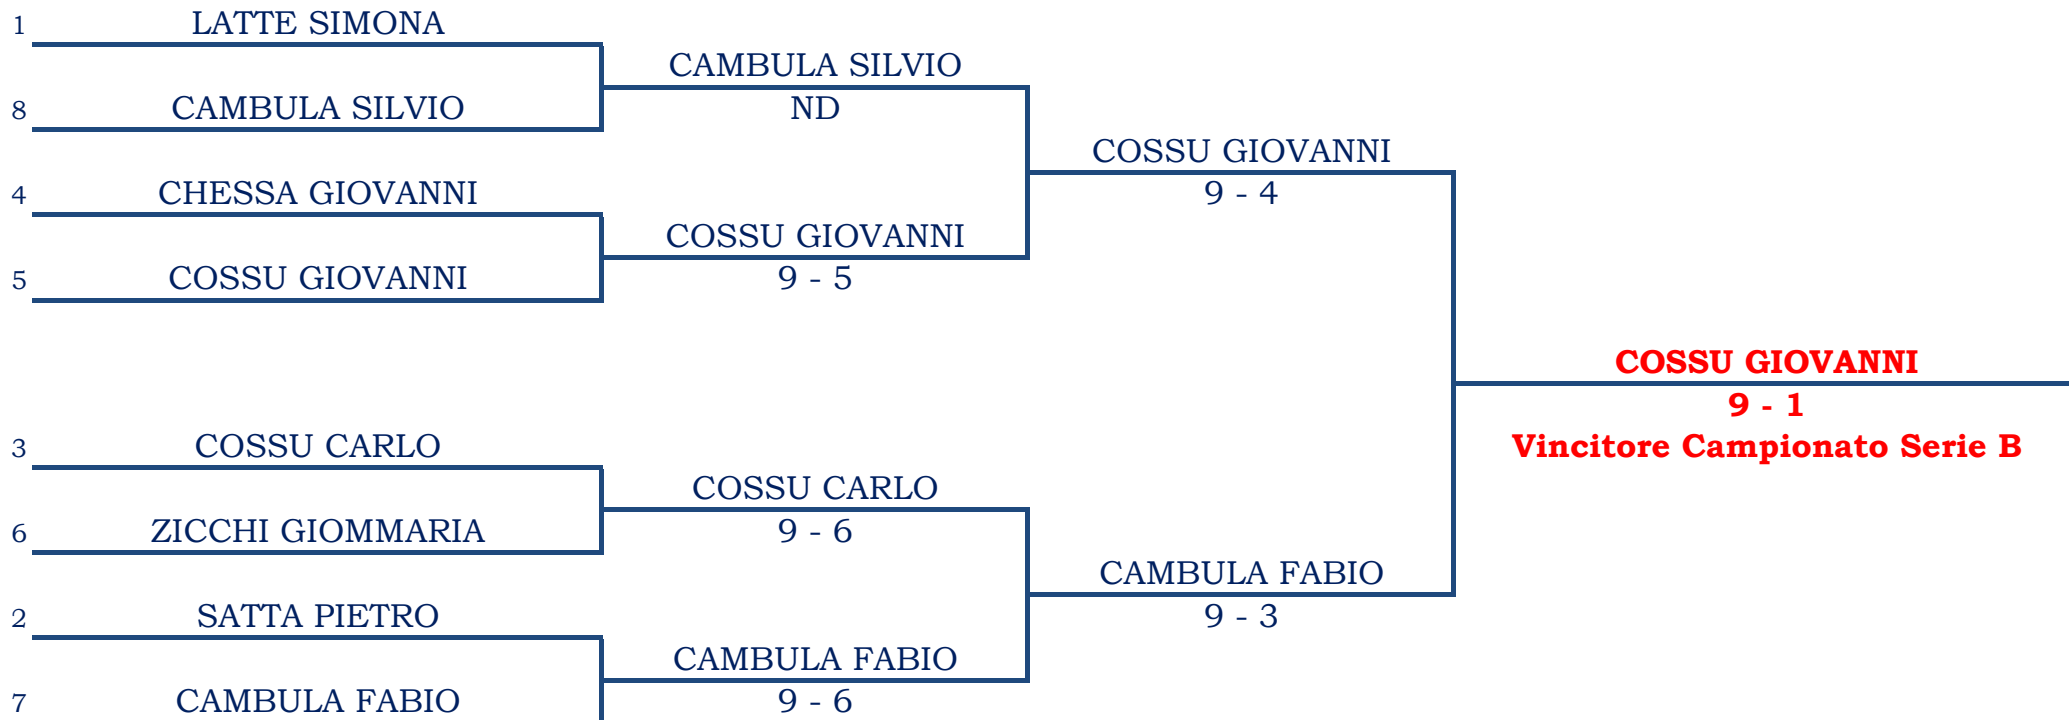 1 LATTE SIMONA
CAMBULA SILVIO
8 CAMBULA SILVIO ND
COSSU GIOVANNI
4 CHESSA GIOVANNI 9 - 4
COSSU GIOVANNI
5 COSSU GIOVANNI 9 - 5
COSSU GIOVANNI
9 - 1
3 COSSU CARLO Vincitore Campionato Serie B
COSSU CARLO
6 ZICCHI GIOMMARIA 9 - 6
CAMBULA FABIO
2 SATTA PIETRO 9 - 3
CAMBULA FABIO
7 CAMBULA FABIO 9 - 6